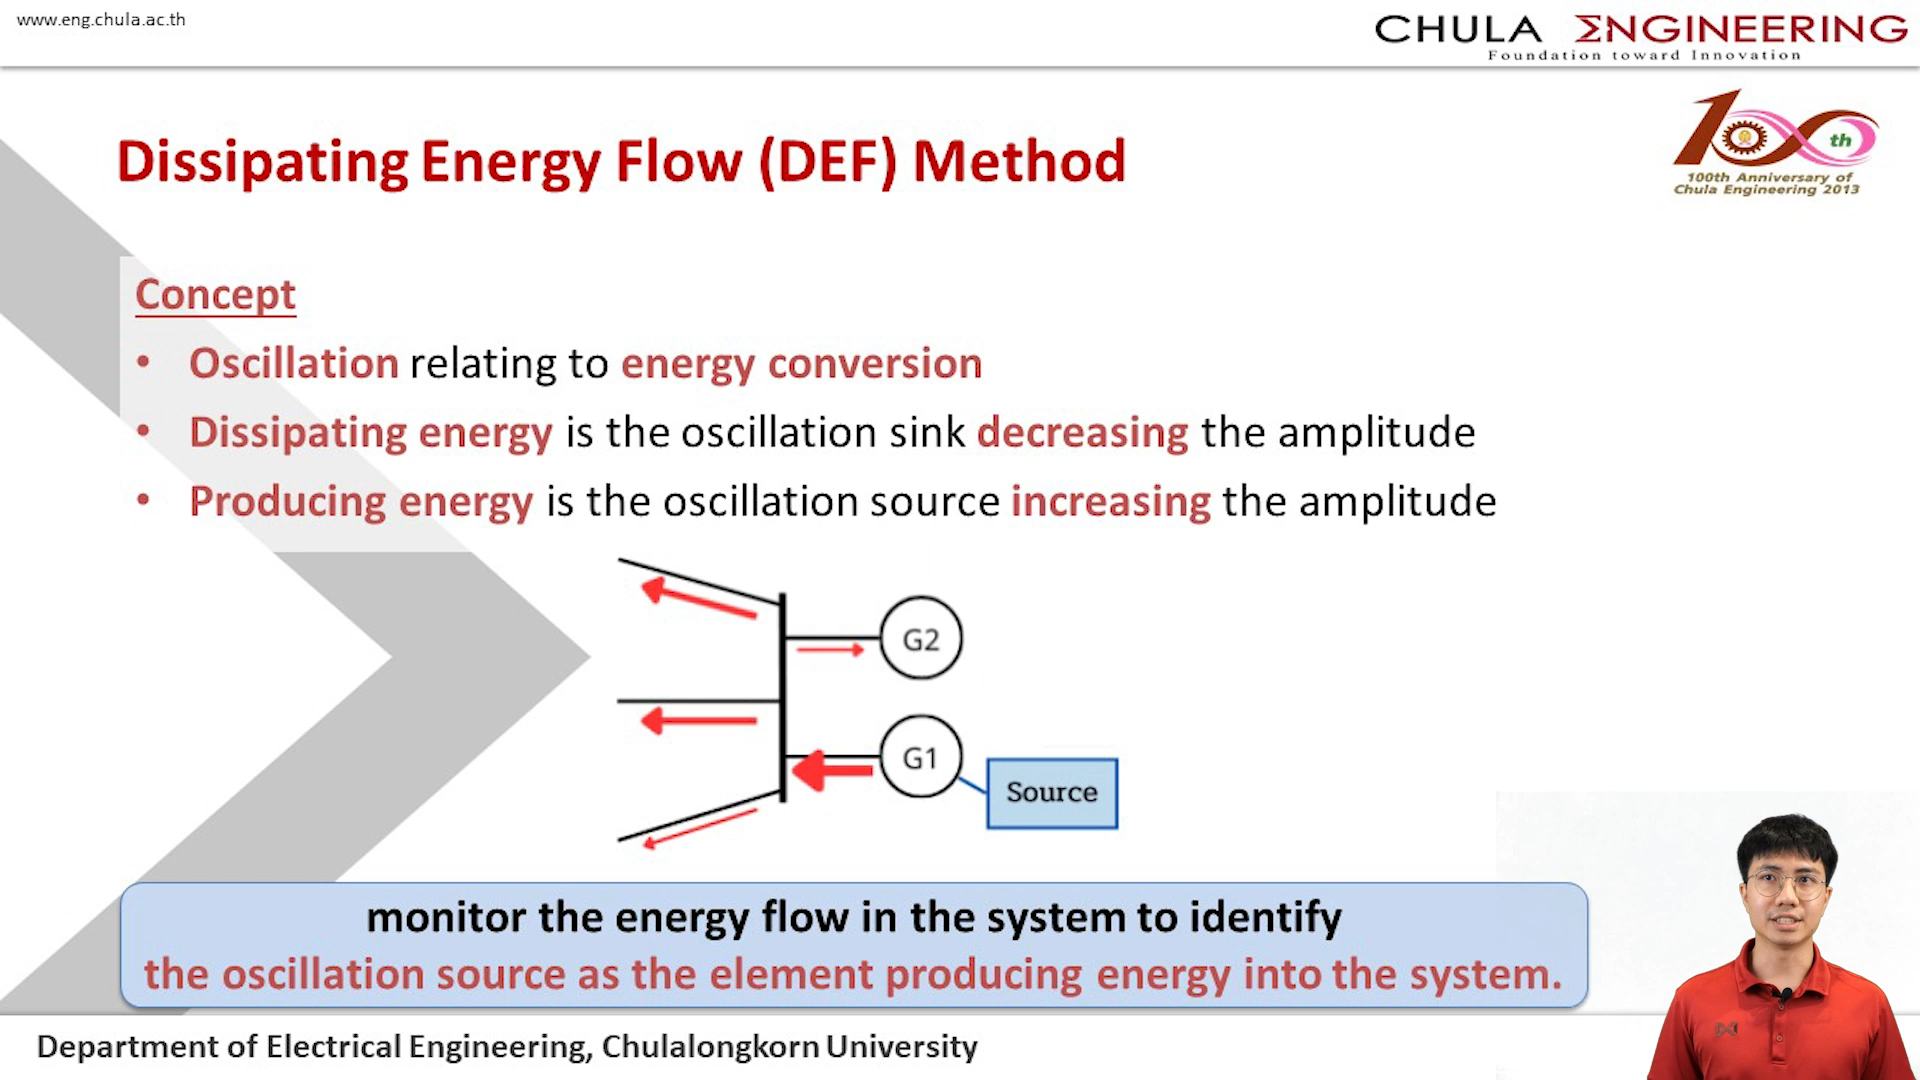 www.eng.chula.ac.th
CHULA ΣNGINEERING
Foundation toward Innovation
100th
100th Anniversary of
Chula Engineering 2013
Dissipating Energy Flow (DEF) Method
Concept
• Oscillation relating to energy conversion
• Dissipating energy is the oscillation sink decreasing the amplitude
• Producing energy is the oscillation source increasing the amplitude
G2
G1
Source
monitor the energy flow in the system to identify
the oscillation source as the element producing energy into the system.
Department of Electrical Engineering, Chulalongkorn University